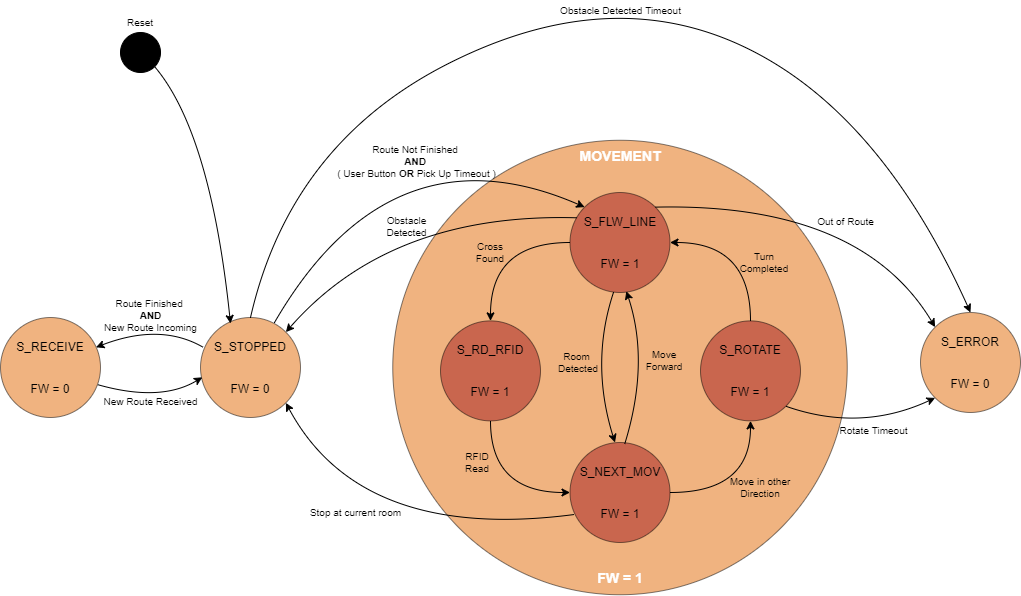 Obstacle Detected Timeout
Reset
Route Not Finished
AND
( User Button OR Pick Up Timeout )
MOVEMENT
Obstacle
Detected
S_FLW_LINE
FW = 1
Out of Route
Cross
Found
Turn
Completed
Route Finished
AND
New Route Incoming
S_RECEIVE
FW = 0
S_STOPPED
FW = 0
New Route Received
S_RD_RFID
FW = 1
Room
Detected
Move
Forward
S_ROTATE
FW = 1
S_ERROR
FW = 0
Rotate Timeout
RFID
Read
S_NEXT_MOV
FW = 1
Move in other
Direction
Stop at current room
FW = 1